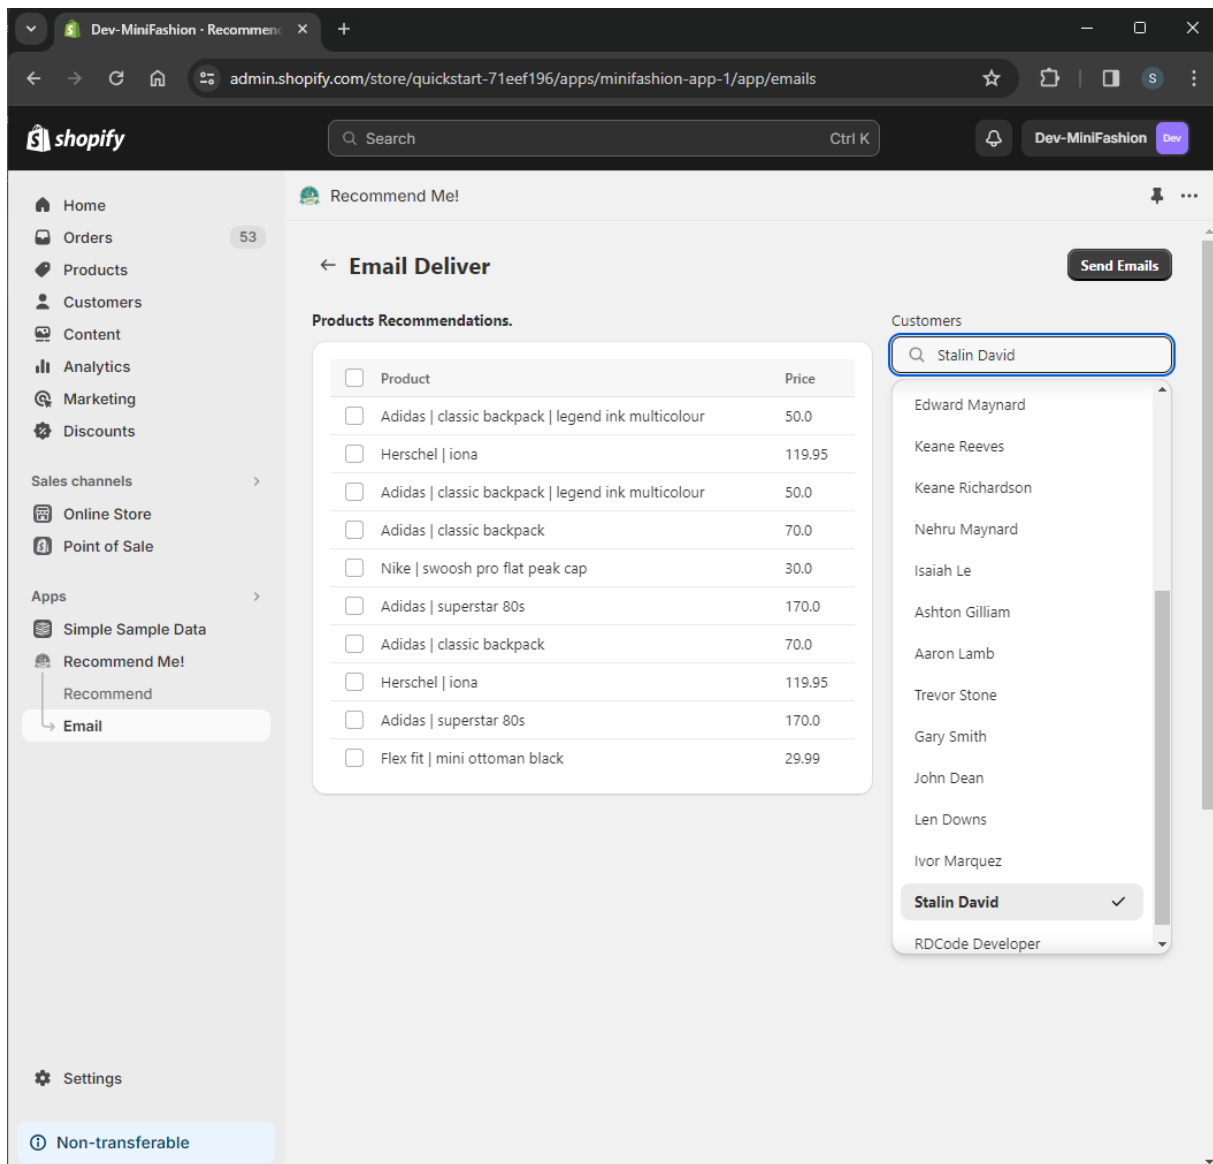 Dev-MiniFashion · Recommenc
admin.shopify.com/store/quickstart-71eef196/apps/minifashion-app-1/app/emails
S
shopify
Search
Ctrl K
Dev-MiniFashion
Dev
Home
Orders
53
Products
Customers
Content
Analytics
Marketing
Discounts
Sales channels
Online Store
Point of Sale
Apps
Simple Sample Data
Recommend Me!
Recommend
Email
Settings
Non-transferable
Recommend Me!
Email Deliver
Send Emails
Products Recommendations.
Product Price
Adidas | classic backpack | legend ink multicolour 50.0
Herschel | iona 119.95
Adidas | classic backpack | legend ink multicolour 50.0
Adidas | classic backpack 70.0
Nike | swoosh pro flat peak cap 30.0
Adidas | superstar 80s 170.0
Adidas | classic backpack 70.0
Herschel | iona 119.95
Adidas | superstar 80s 170.0
Flex fit | mini ottoman black 29.99
Customers
Stalin David
Edward Maynard
Keane Reeves
Keane Richardson
Nehru Maynard
Isaiah Le
Ashton Gilliam
Aaron Lamb
Trevor Stone
Gary Smith
John Dean
Len Downs
Ivor Marquez
Stalin David
RDCode Developer